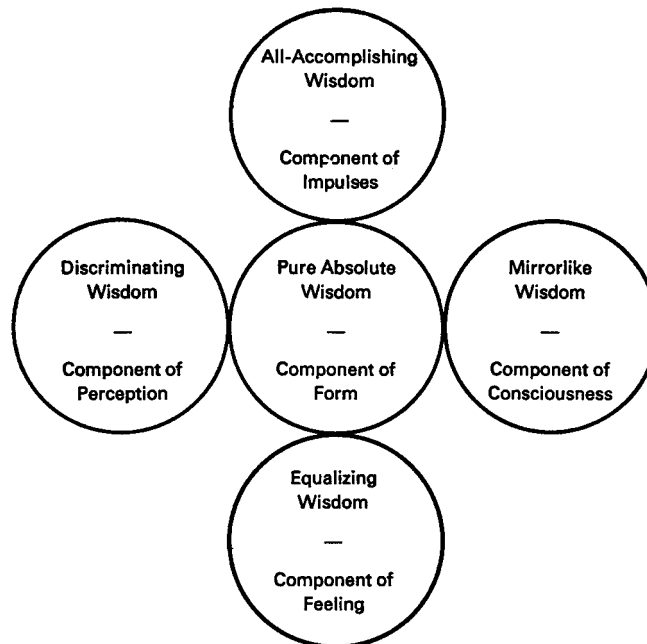 All-Accomplishing
Wisdom
—
Component of
Impulses
Discriminating
Wisdom
—
Component of
Perception
Pure Absolute
Wisdom
—
Component of
Form
Mirrorlike
Wisdom
—
Component of
Consciousness
Equalizing
Wisdom
—
Component of
Feeling